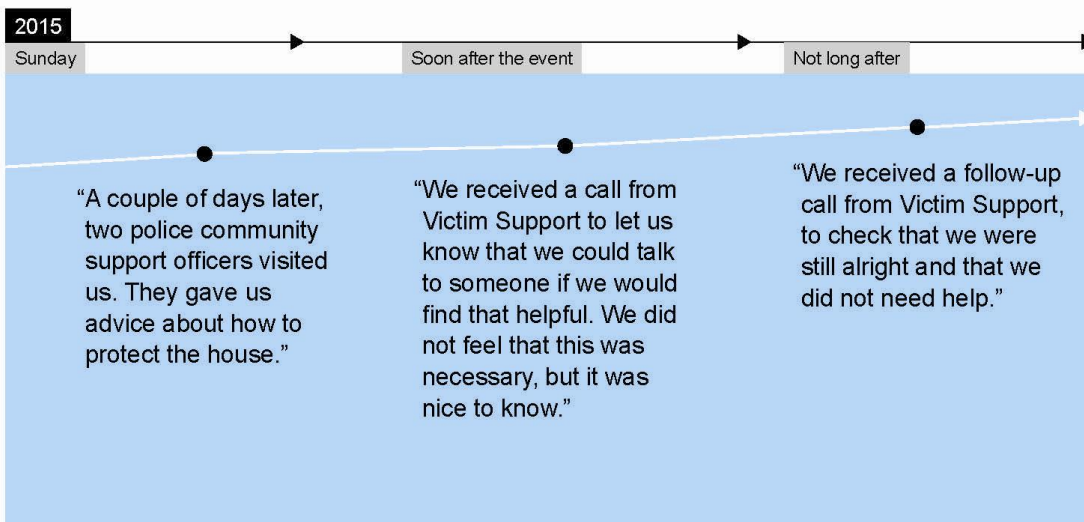 2015
Sunday
Soon after the event
Not long after
“A couple of days later,
two police community
support officers visited
us. They gave us
advice about how to
protect the house.”
“We received a call from
Victim Support to let us
know that we could talk
to someone if we would
find that helpful. We did
not feel that this was
necessary, but it was
nice to know.”
“We received a follow-up
call from Victim Support,
to check that we were
still alright and that we
did not need help.”